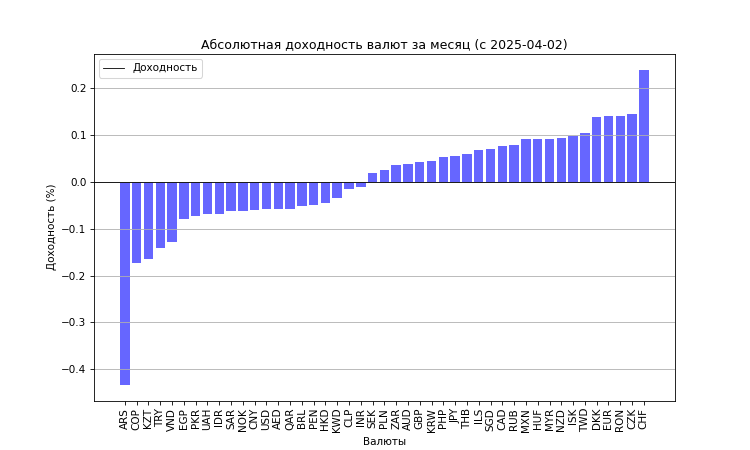 Абсолютная доходность валют за месяц (с 2025-04-02)
Доходность
Доходность (%)
0.2
0.1
0.0
−0.1
−0.2
−0.3
−0.4
ARS COP KZT TRY VND EGP PKR UAH IDR SAR NOK CNY USD AED QAR BRL PEN HKD KWD CLP INR SEK PLN ZAR AUD GBP KRW PHP JPY THB ILS SGD CAD RUB MXN HUF MYR NZD ISK TWD DKK EUR RON CZK CHF
Валюты